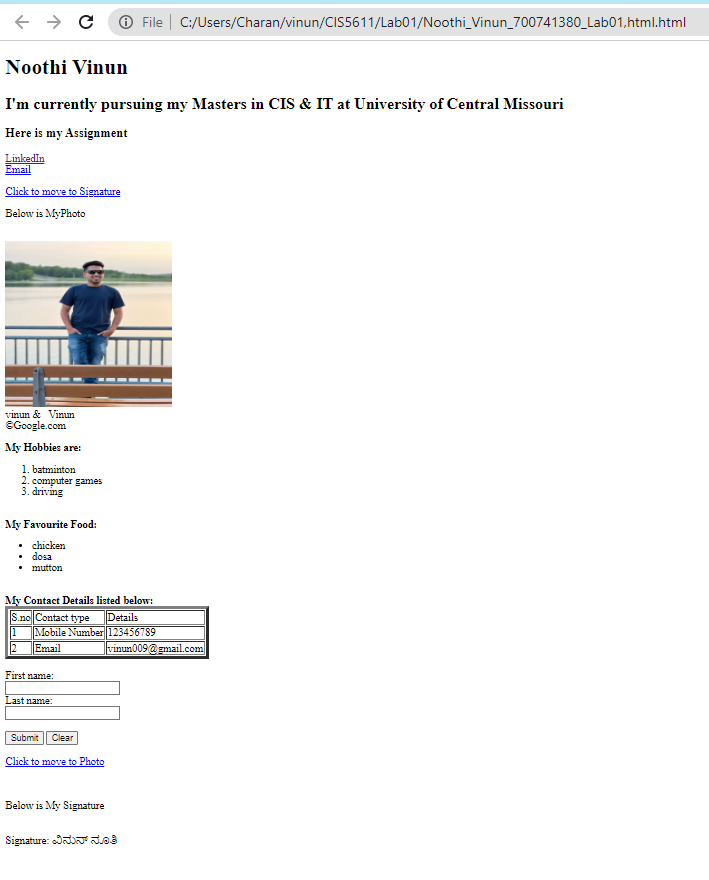 File | C:/Users/Charan/vinun/CIS5611/Lab01/Noothi_Vinun_700741380_Lab01,html.html
Noothi Vinun
I'm currently pursuing my Masters in CIS & IT at University of Central Missouri
Here is my Assignment
LinkedIn
Email
Click to move to Signature
Below is MyPhoto
vinun &   Vinun
©Google.com
My Hobbies are:
1. batminton
2. computer games
3. driving
My Favourite Food:
• chicken
• dosa
• mutton
My Contact Details listed below:
S.no Contact type Details
1 Mobile Number 123456789
2 Email vinun009@gmail.com
First name:
Last name:
Submit Clear
Click to move to Photo
Below is My Signature
Signature: ವಿನುನ್ ನೂತಿ